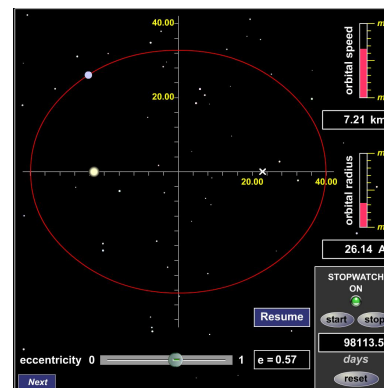 40.00
orbital speed
m
20.00
m
7.21 km
20.00
40.00
orbital radius
m
m
26.14 A
STOPWATCH
ON
Resume
start
stop
98113.5
eccentricity 0
1
e = 0.57
days
Next
reset